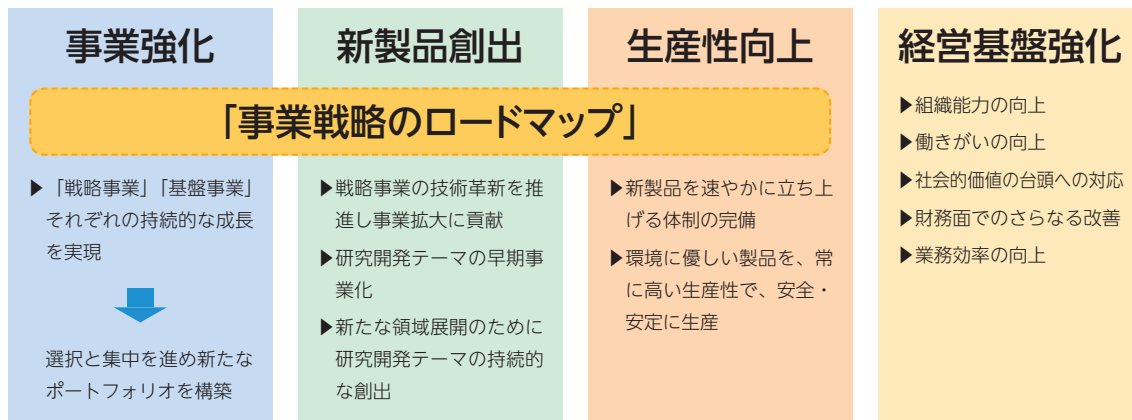 事業強化
新製品創出
生産性向上
経営基盤強化
「事業戦略のロードマップ」
▶「戦略事業」「基盤事業」
それぞれの持続的な成長
を実現
選択と集中を進め新たな
ポートフォリオを構築
▶戦略事業の技術革新を推
進し事業拡大に貢献
▶研究開発テーマの早期事
業化
▶新たな領域展開のために
研究開発テーマの持続的
な創出
▶新製品を速やかに立ち上
げる体制の完備
▶環境に優しい製品を、常
に高い生産性で、安全・
安定に生産
▶組織能力の向上
▶働きがいの向上
▶社会的価値の台頭への対応
▶財務面でのさらなる改善
▶業務効率の向上